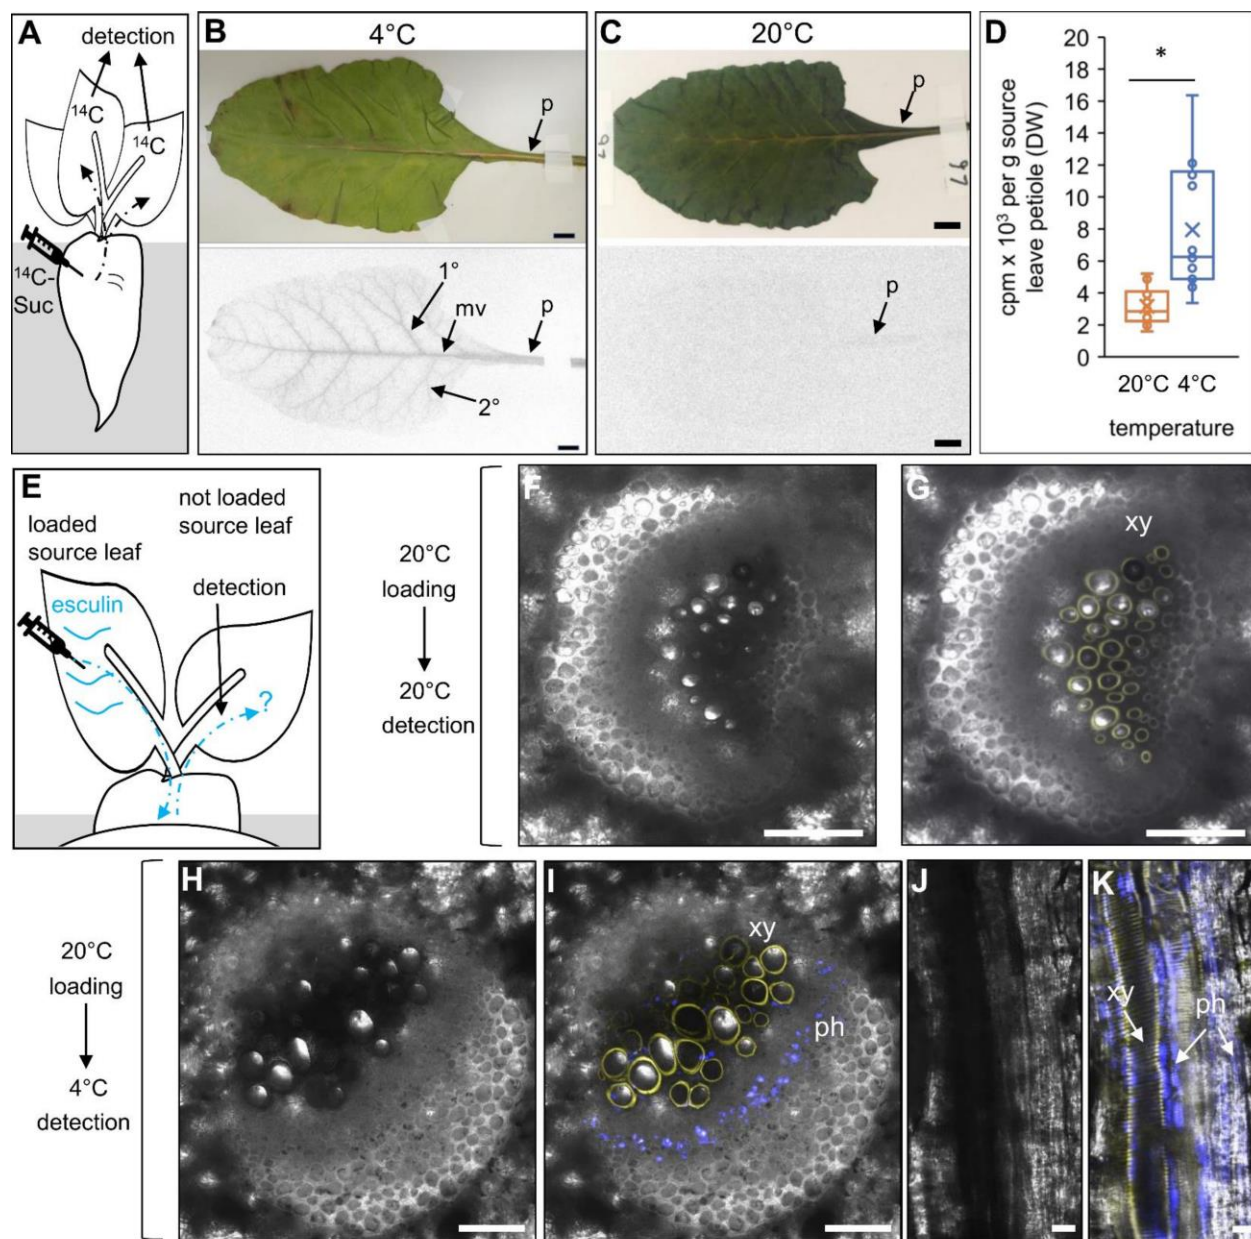 A
detection
14C
14C
14C-
Suc
B
4°C
p
1°
mv
p
2°
C
20°C
p
97
p
D
*
20
18
16
14
12
10
8
6
4
2
0
cpm x 10³ per g source
leave petiole (DW)
20°C 4°C
temperature
E
not loaded
source leaf
loaded
source leaf
detection
esculin
?
20°C
loading
20°C
detection
F
G
xy
20°C
loading
4°C
detection
H
I
xy
ph
J
K
xy
ph